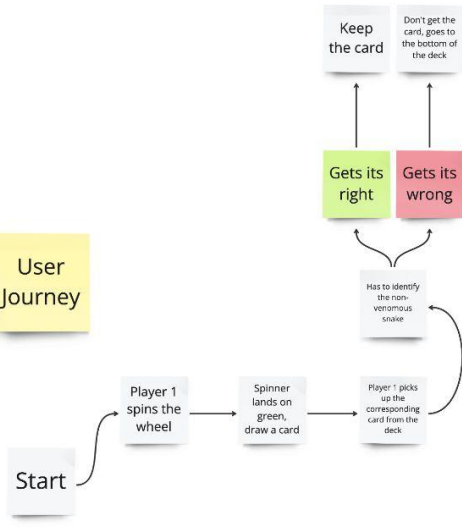 User
Journey
Start
Player 1
spins the
wheel
Spinner
lands on
green,
draw a card
Player 1 picks
up the
corresponding
card from the
deck
Has to identify
the non-
venomous
snake
Gets its
right
Gets its
wrong
Keep
the card
Don't get the
card, goes to
the bottom of
the deck